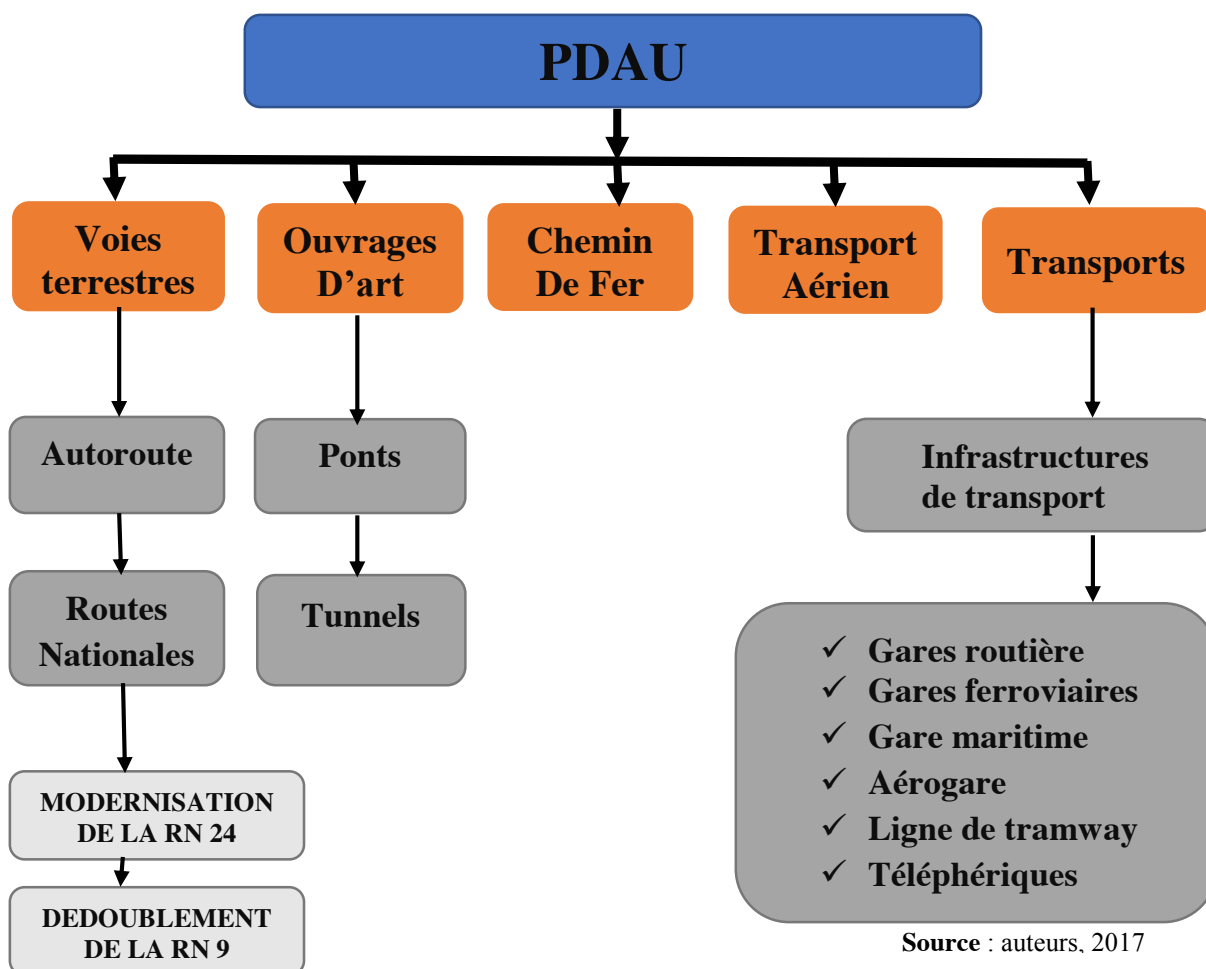 PDAU
Voies
terrestres
Ouvrages
D’art
Chemin
De Fer
Transport
Aérien
Transports
Autoroute
Ponts
Infrastructures
de transport
Routes
Nationales
Tunnels
✓ Gares routière
✓ Gares ferroviaires
✓ Gare maritime
✓ Aérogare
✓ Ligne de tramway
✓ Téléphériques
MODERNISATION
DE LA RN 24
DEDOUBLEMENT
DE LA RN 9
Source : auteurs, 2017